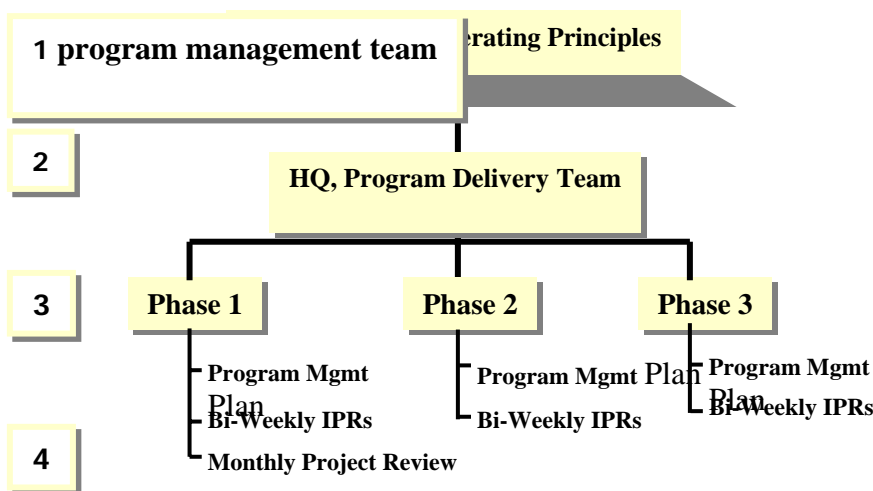 1 program management team
erating Principles
2
HQ, Program Delivery Team
3
Phase 1
Phase 2
Phase 3
Program Mgmt
Plan
Bi-Weekly IPRs
Monthly Project Review
Program Mgmt Plan
Bi-Weekly IPRs
Program Mgmt
Plan
Bi-Weekly IPRs
4